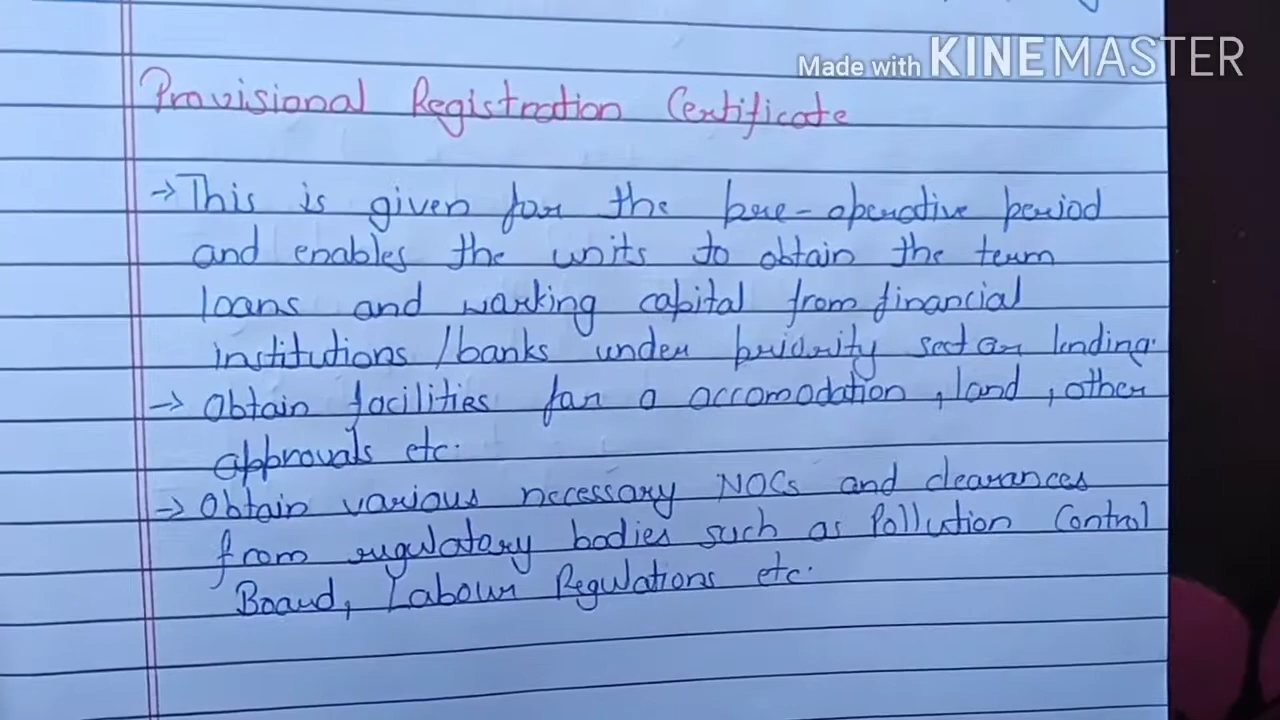 Made with KINEMASTER
Provisional Registration Certificate
→ This is given for the pre-operative period
and enables the units to obtain the term
loans and working capital from financial
institutions /banks under priority sector lending.
→ Obtain facilities for a accomodation, land, other
approvals etc.
→ Obtain various necessary NOCs and clearances
from regulatory bodies such as Pollution Control
Board, Labour Regulations etc.